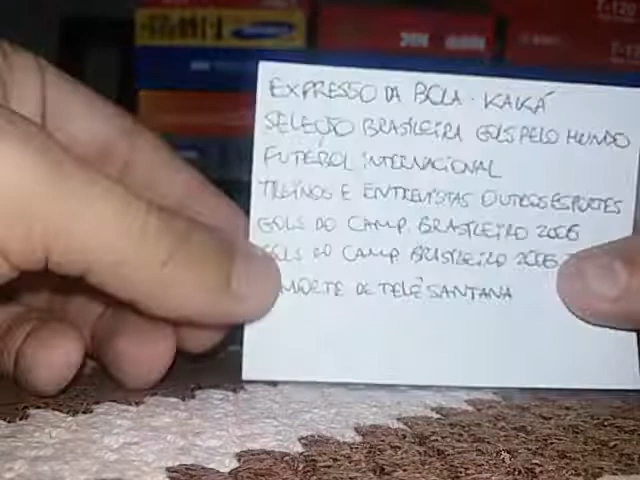 T-120
EXPRESSO DA BOLA · KAKÁ
SELEÇÃO BRASILEIRA GOLS PELO MUNDO
FUTEBOL INTERNACIONAL
TREINOS E ENTREVISTAS OUTROS ESPORTES
GOLS DO CAMP. BRASILEIRO 2006
GOLS DO CAMP. BRASILEIRO 2006
MORTE DE TELÊ SANTANA